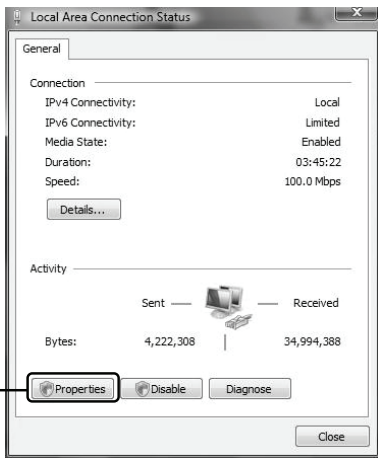 Local Area Connection Status
General
Connection
IPv4 Connectivity: Local
IPv6 Connectivity: Limited
Media State: Enabled
Duration: 03:45:22
Speed: 100.0 Mbps
Details...
Activity
Sent Received
Bytes: 4,222,308 34,994,388
Properties Disable Diagnose
Close